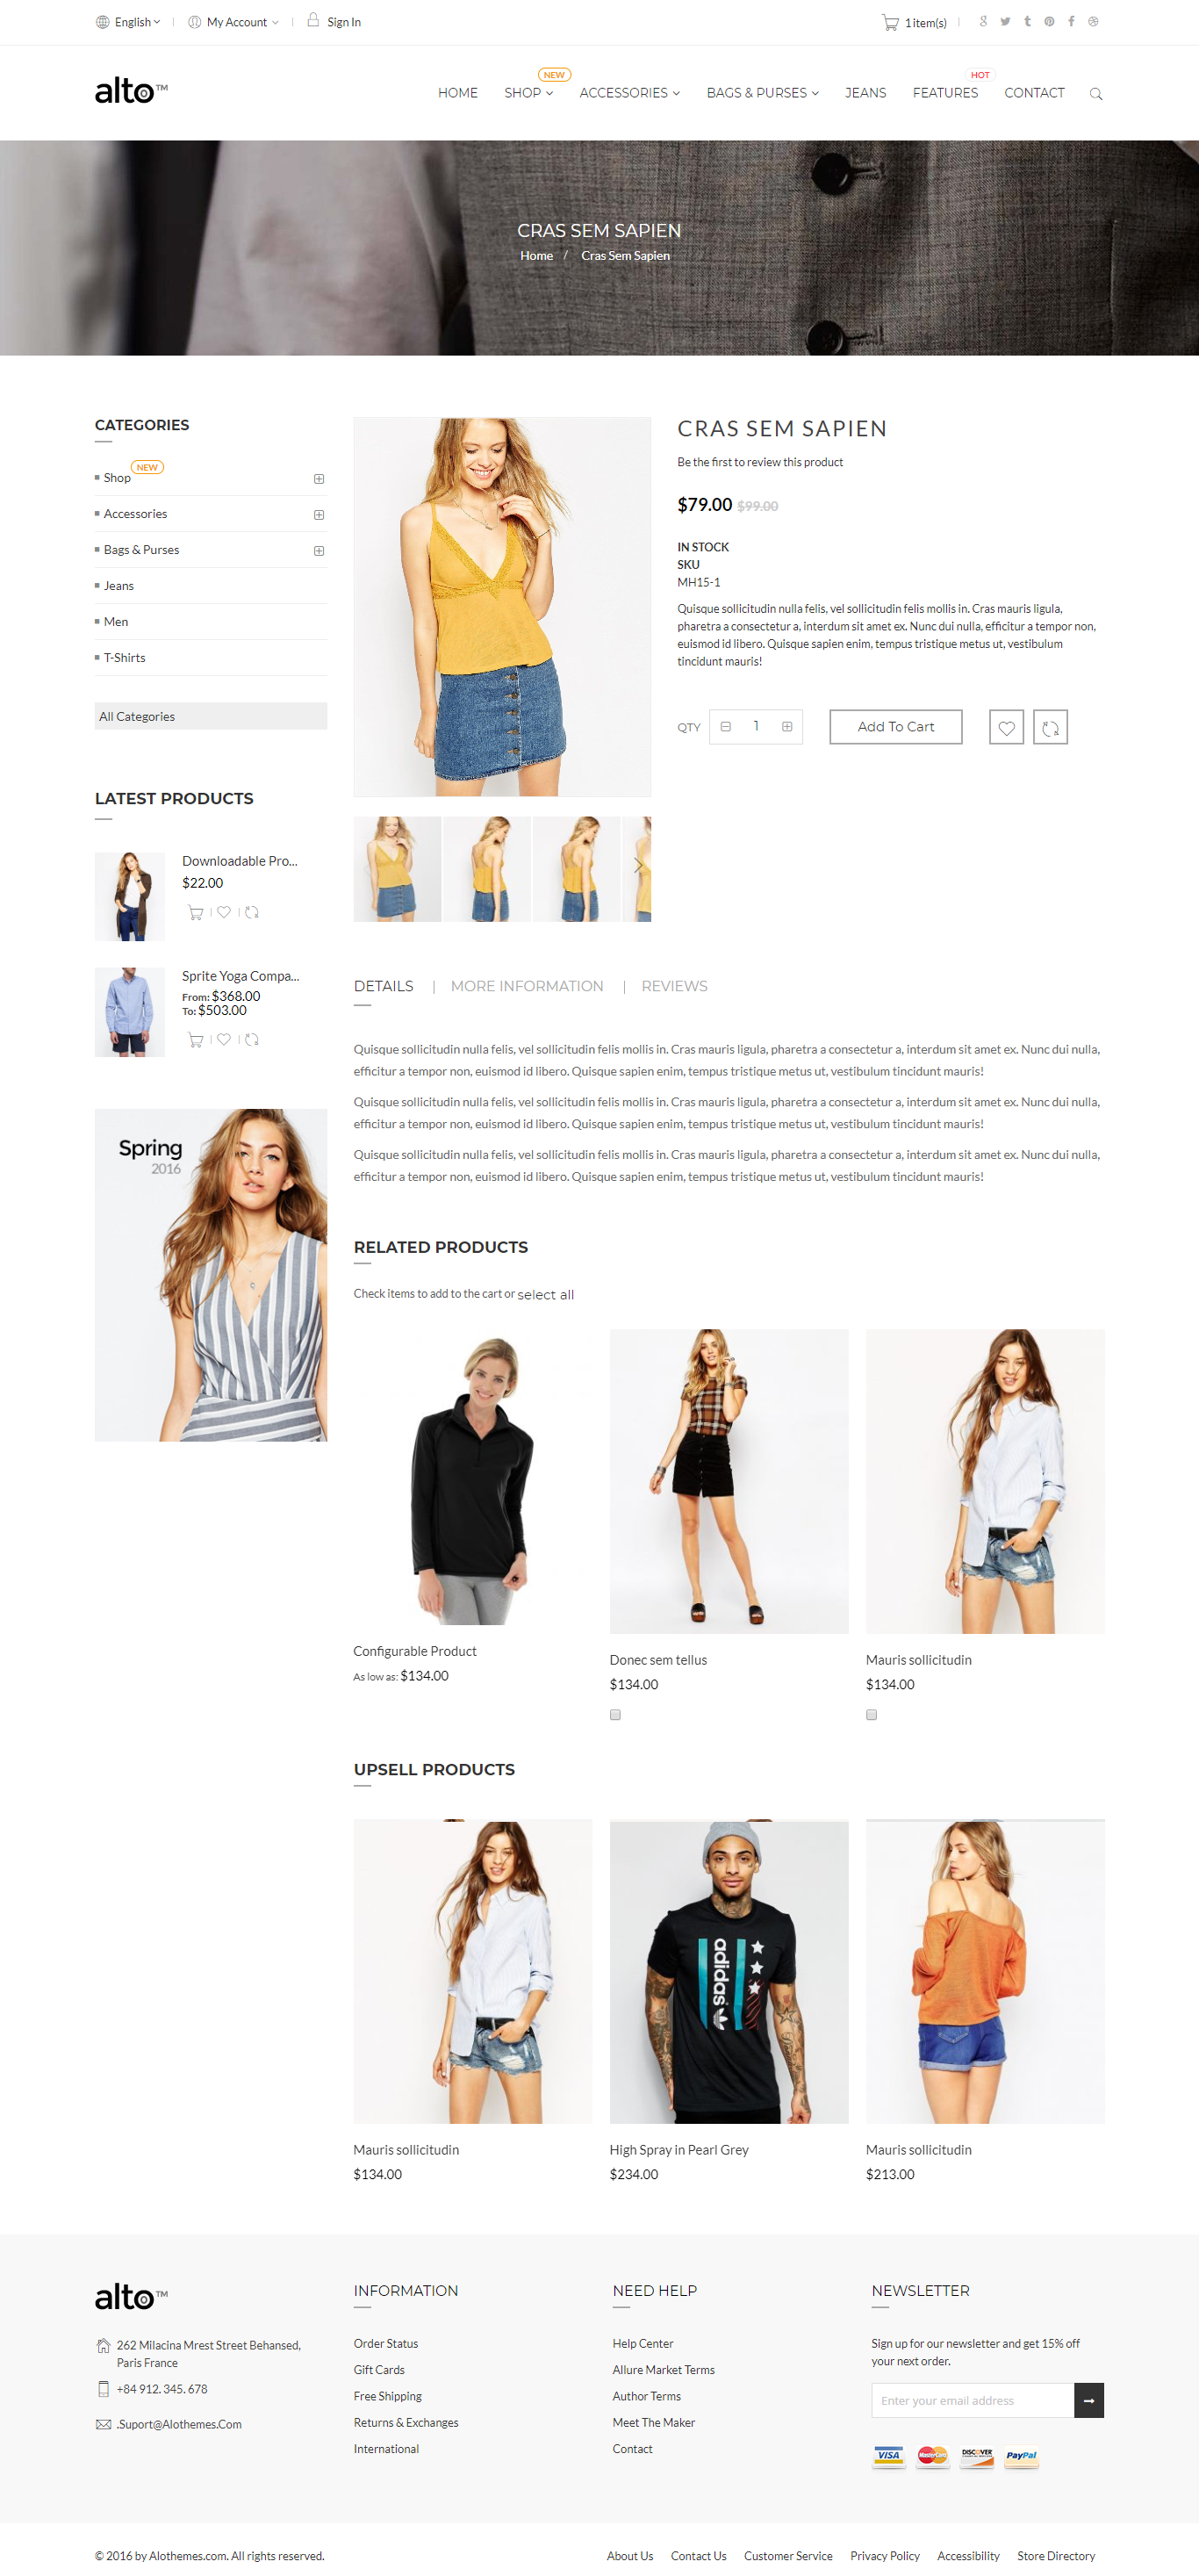 English
My Account
Sign In
1 item(s)
alto™
HOME
SHOP
NEW
ACCESSORIES
BAGS & PURSES
JEANS
FEATURES
HOT
CONTACT
CRAS SEM SAPIEN
Home / Cras Sem Sapien
CATEGORIES
Shop
NEW
Accessories
Bags & Purses
Jeans
Men
T-Shirts
All Categories
LATEST PRODUCTS
Downloadable Pro...
$22.00
Sprite Yoga Compa...
From: $368.00
To: $503.00
Spring
2016
CRAS SEM SAPIEN
Be the first to review this product
$79.00 $99.00
IN STOCK
SKU
MH15-1
Quisque sollicitudin nulla felis, vel sollicitudin felis mollis in. Cras mauris ligula,
pharetra a consectetur a, interdum sit amet ex. Nunc dui nulla, efficitur a tempor non,
euismod id libero. Quisque sapien enim, tempus tristique metus ut, vestibulum
tincidunt mauris!
QTY 1 Add To Cart
DETAILS | MORE INFORMATION | REVIEWS
Quisque sollicitudin nulla felis, vel sollicitudin felis mollis in. Cras mauris ligula, pharetra a consectetur a, interdum sit amet ex. Nunc dui nulla,
efficitur a tempor non, euismod id libero. Quisque sapien enim, tempus tristique metus ut, vestibulum tincidunt mauris!
Quisque sollicitudin nulla felis, vel sollicitudin felis mollis in. Cras mauris ligula, pharetra a consectetur a, interdum sit amet ex. Nunc dui nulla,
efficitur a tempor non, euismod id libero. Quisque sapien enim, tempus tristique metus ut, vestibulum tincidunt mauris!
Quisque sollicitudin nulla felis, vel sollicitudin felis mollis in. Cras mauris ligula, pharetra a consectetur a, interdum sit amet ex. Nunc dui nulla,
efficitur a tempor non, euismod id libero. Quisque sapien enim, tempus tristique metus ut, vestibulum tincidunt mauris!
RELATED PRODUCTS
Check items to add to the cart or select all
Configurable Product
As low as: $134.00
Donec sem tellus
$134.00
Mauris sollicitudin
$134.00
UPSELL PRODUCTS
adidas
Mauris sollicitudin
$134.00
High Spray in Pearl Grey
$234.00
Mauris sollicitudin
$213.00
alto™
262 Milacina Mrest Street Behansed,
Paris France
+84 912. 345. 678
.Suport@Alothemes.Com
INFORMATION
Order Status
Gift Cards
Free Shipping
Returns & Exchanges
International
NEED HELP
Help Center
Allure Market Terms
Author Terms
Meet The Maker
Contact
NEWSLETTER
Sign up for our newsletter and get 15% off
your next order.
Enter your email address
VISA MasterCard DISCOVER PayPal
© 2016 by Alothemes.com. All rights reserved.
About Us Contact Us Customer Service Privacy Policy Accessibility Store Directory